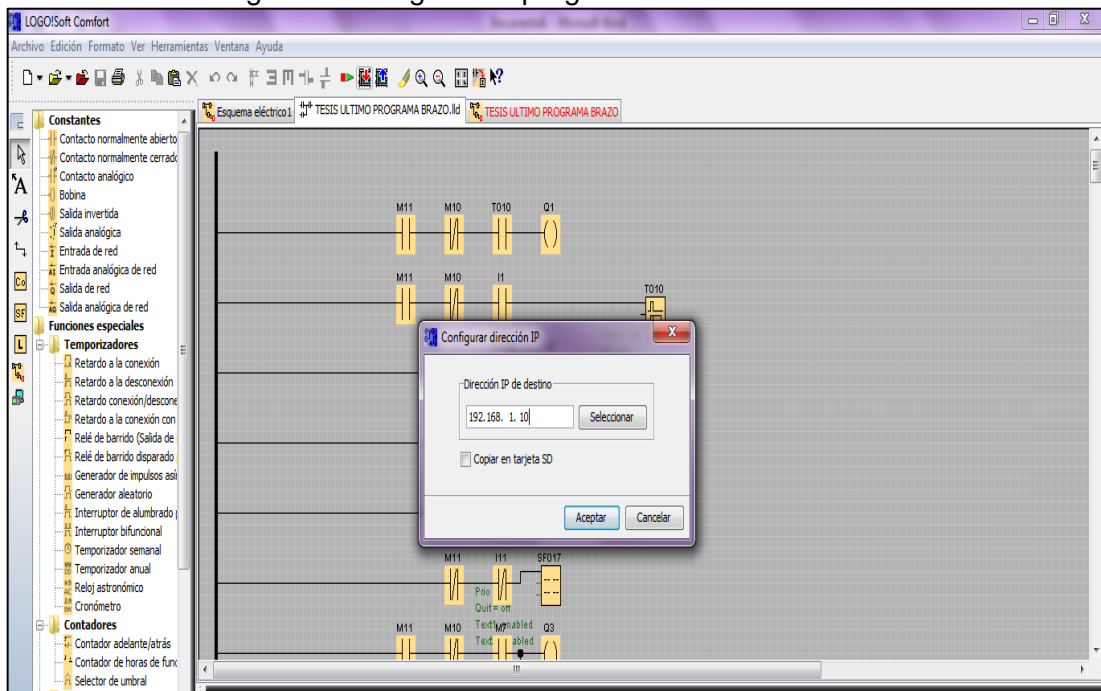 LOGO!Soft Comfort
Archivo Edición Formato Ver Herramientas Ventana Ayuda
Esquema eléctrico1 TESIS ULTIMO PROGRAMA BRAZO.lld TESIS ULTIMO PROGRAMA BRAZO
Constantes
Contacto normalmente abierto
Contacto normalmente cerrado
Contacto analógico
Bobina
Salida invertida
Salida analógica
Entrada de red
Entrada analógica de red
Salida de red
Salida analógica de red
Funciones especiales
Temporizadores
Retardo a la conexión
Retardo a la desconexión
Retardo conexión/descone
Retardo a la conexión con
Relé de barrido (Salida de
Relé de barrido disparado
Generador de impulsos así
Generador aleatorio
Interruptor de alumbrado
Interruptor bifuncional
Temporizador semanal
Temporizador anual
Reloj astronómico
Cronómetro
Contadores
Contador adelante/atrás
Contador de horas de func
Selector de umbral
M11 M10 T010 Q1
M11 M10 I1
T010
Configurar dirección IP
Dirección IP de destino
192.168. 1. 10
Seleccionar
Copiar en tarjeta SD
Aceptar Cancelar
M11 I11 SF017
Prio
Quit = off
M11 M10 M7 Q3